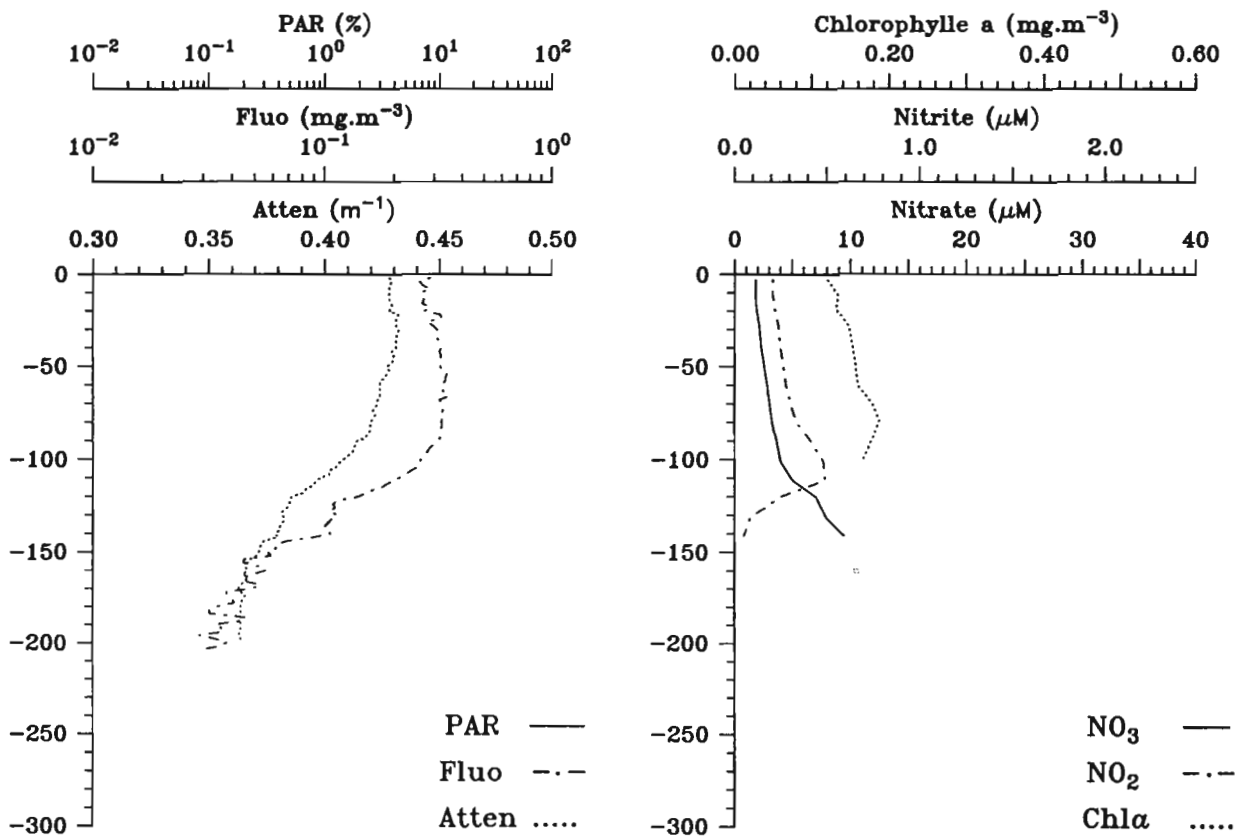 PAR (%)
10⁻² 10⁻¹ 10⁰ 10¹ 10²
Fluo (mg.m⁻³)
10⁻² 10⁻¹ 10⁰
Atten (m⁻¹)
0.30 0.35 0.40 0.45 0.50
0
−50
−100
−150
−200
−250
−300
PAR
Fluo
Atten
Chlorophylle a (mg.m⁻³)
0.00 0.20 0.40 0.60
Nitrite (μM)
0.0 1.0 2.0
Nitrate (μM)
0 10 20 30 40
0
−50
−100
−150
−200
−250
−300
NO₃
NO₂
Chlα